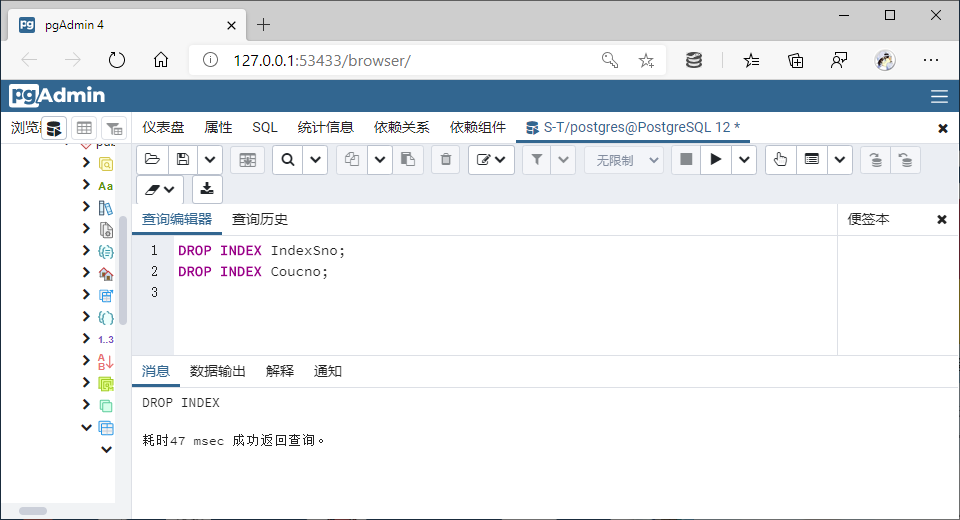 pgAdmin 4
127.0.0.1:53433/browser/
pgAdmin
仪表盘 属性 SQL 统计信息 依赖关系 依赖组件 S-T/postgres@PostgreSQL 12 *
无限制
Aa
1..3
查询编辑器 查询历史 便签本
1 DROP INDEX IndexSno;
2 DROP INDEX Coucno;
3
消息 数据输出 解释 通知
DROP INDEX
耗时47 msec 成功返回查询。